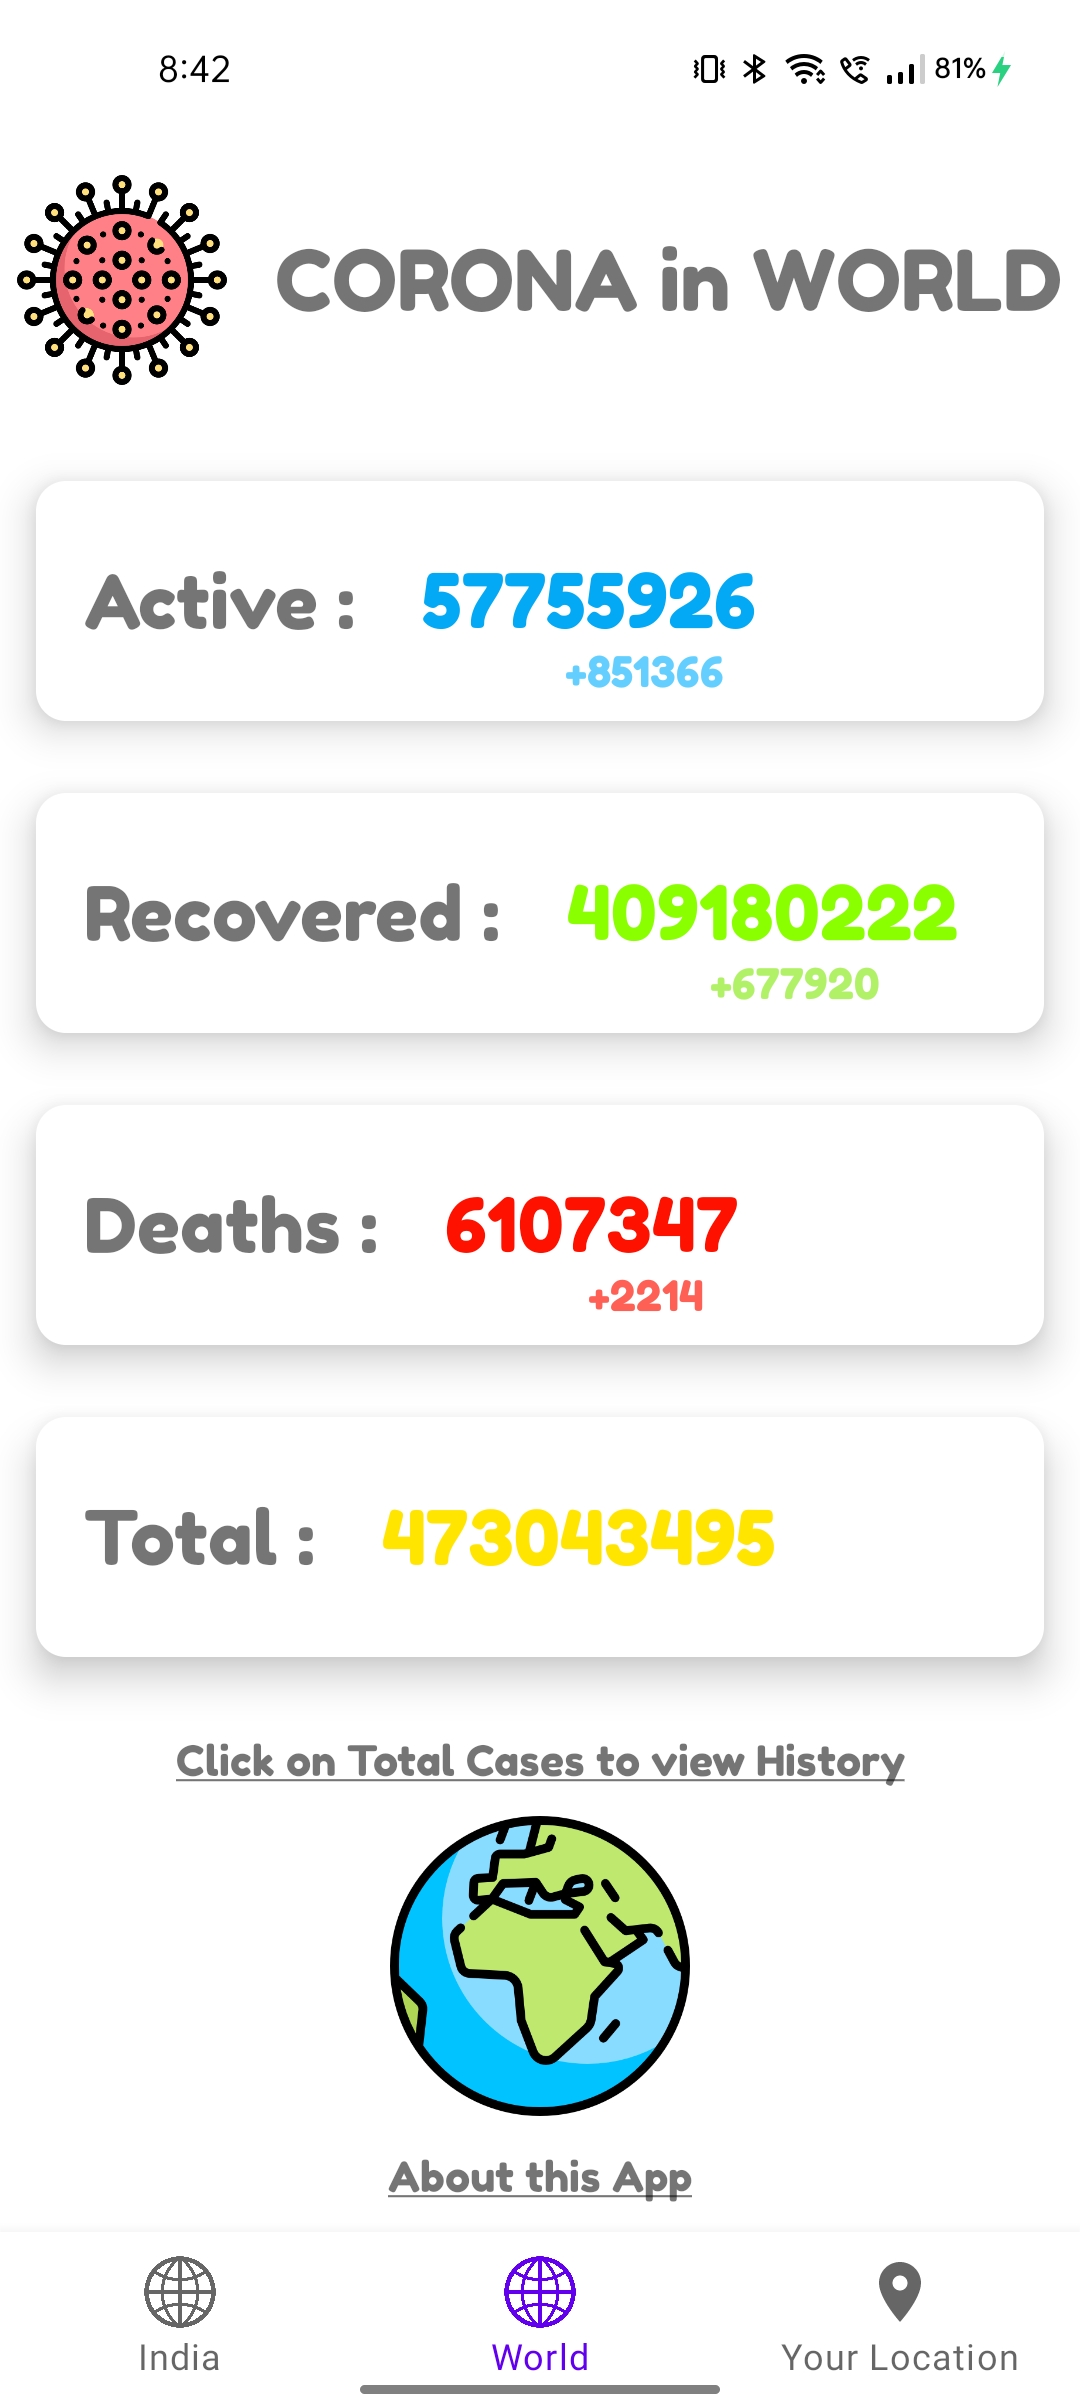 8:42
81%
CORONA in WORLD
Active :
57755926
+851366
Recovered :
409180222
+677920
Deaths :
6107347
+2214
Total :
473043495
Click on Total Cases to view History
About this App
India
World
Your Location